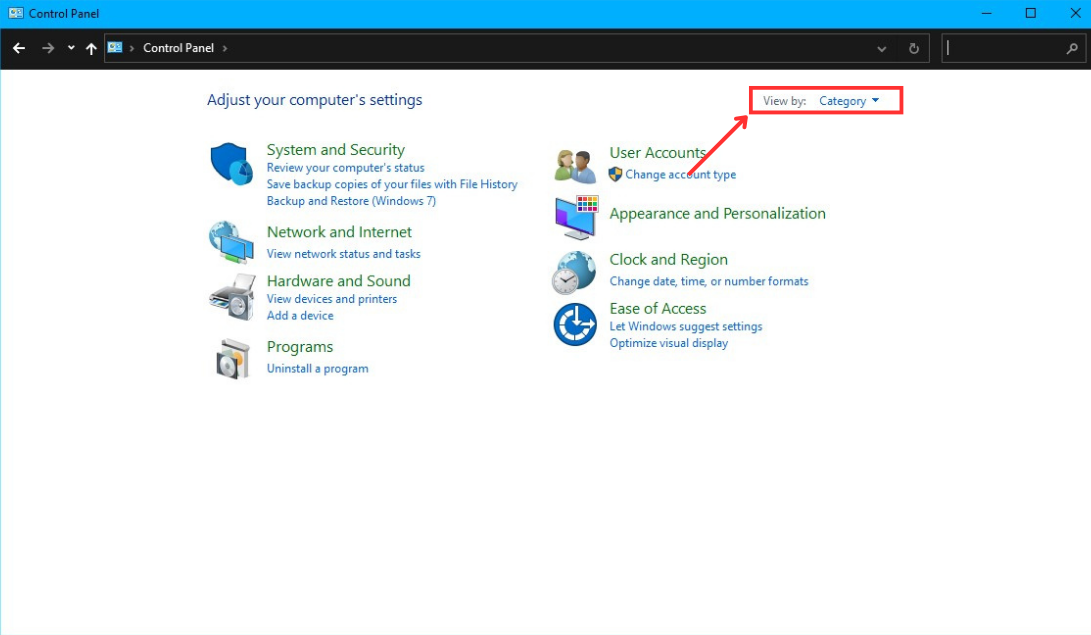 Control Panel
Control Panel
Adjust your computer's settings
View by: Category
System and Security
Review your computer's status
Save backup copies of your files with File History
Backup and Restore (Windows 7)
Network and Internet
View network status and tasks
Hardware and Sound
View devices and printers
Add a device
Programs
Uninstall a program
User Accounts
Change account type
Appearance and Personalization
Clock and Region
Change date, time, or number formats
Ease of Access
Let Windows suggest settings
Optimize visual display